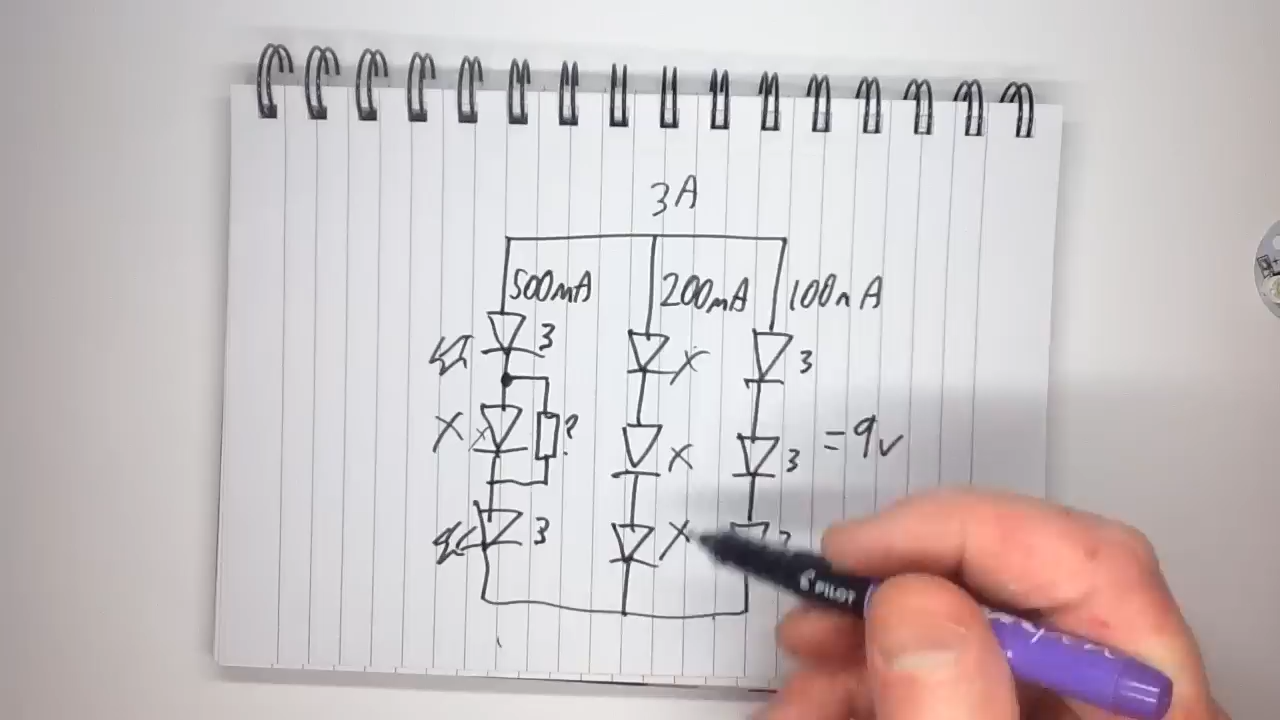 3A
500mA 200mA 100mA
3 X 3
X X ? X 3 = 9v
3 X ?
PILOT